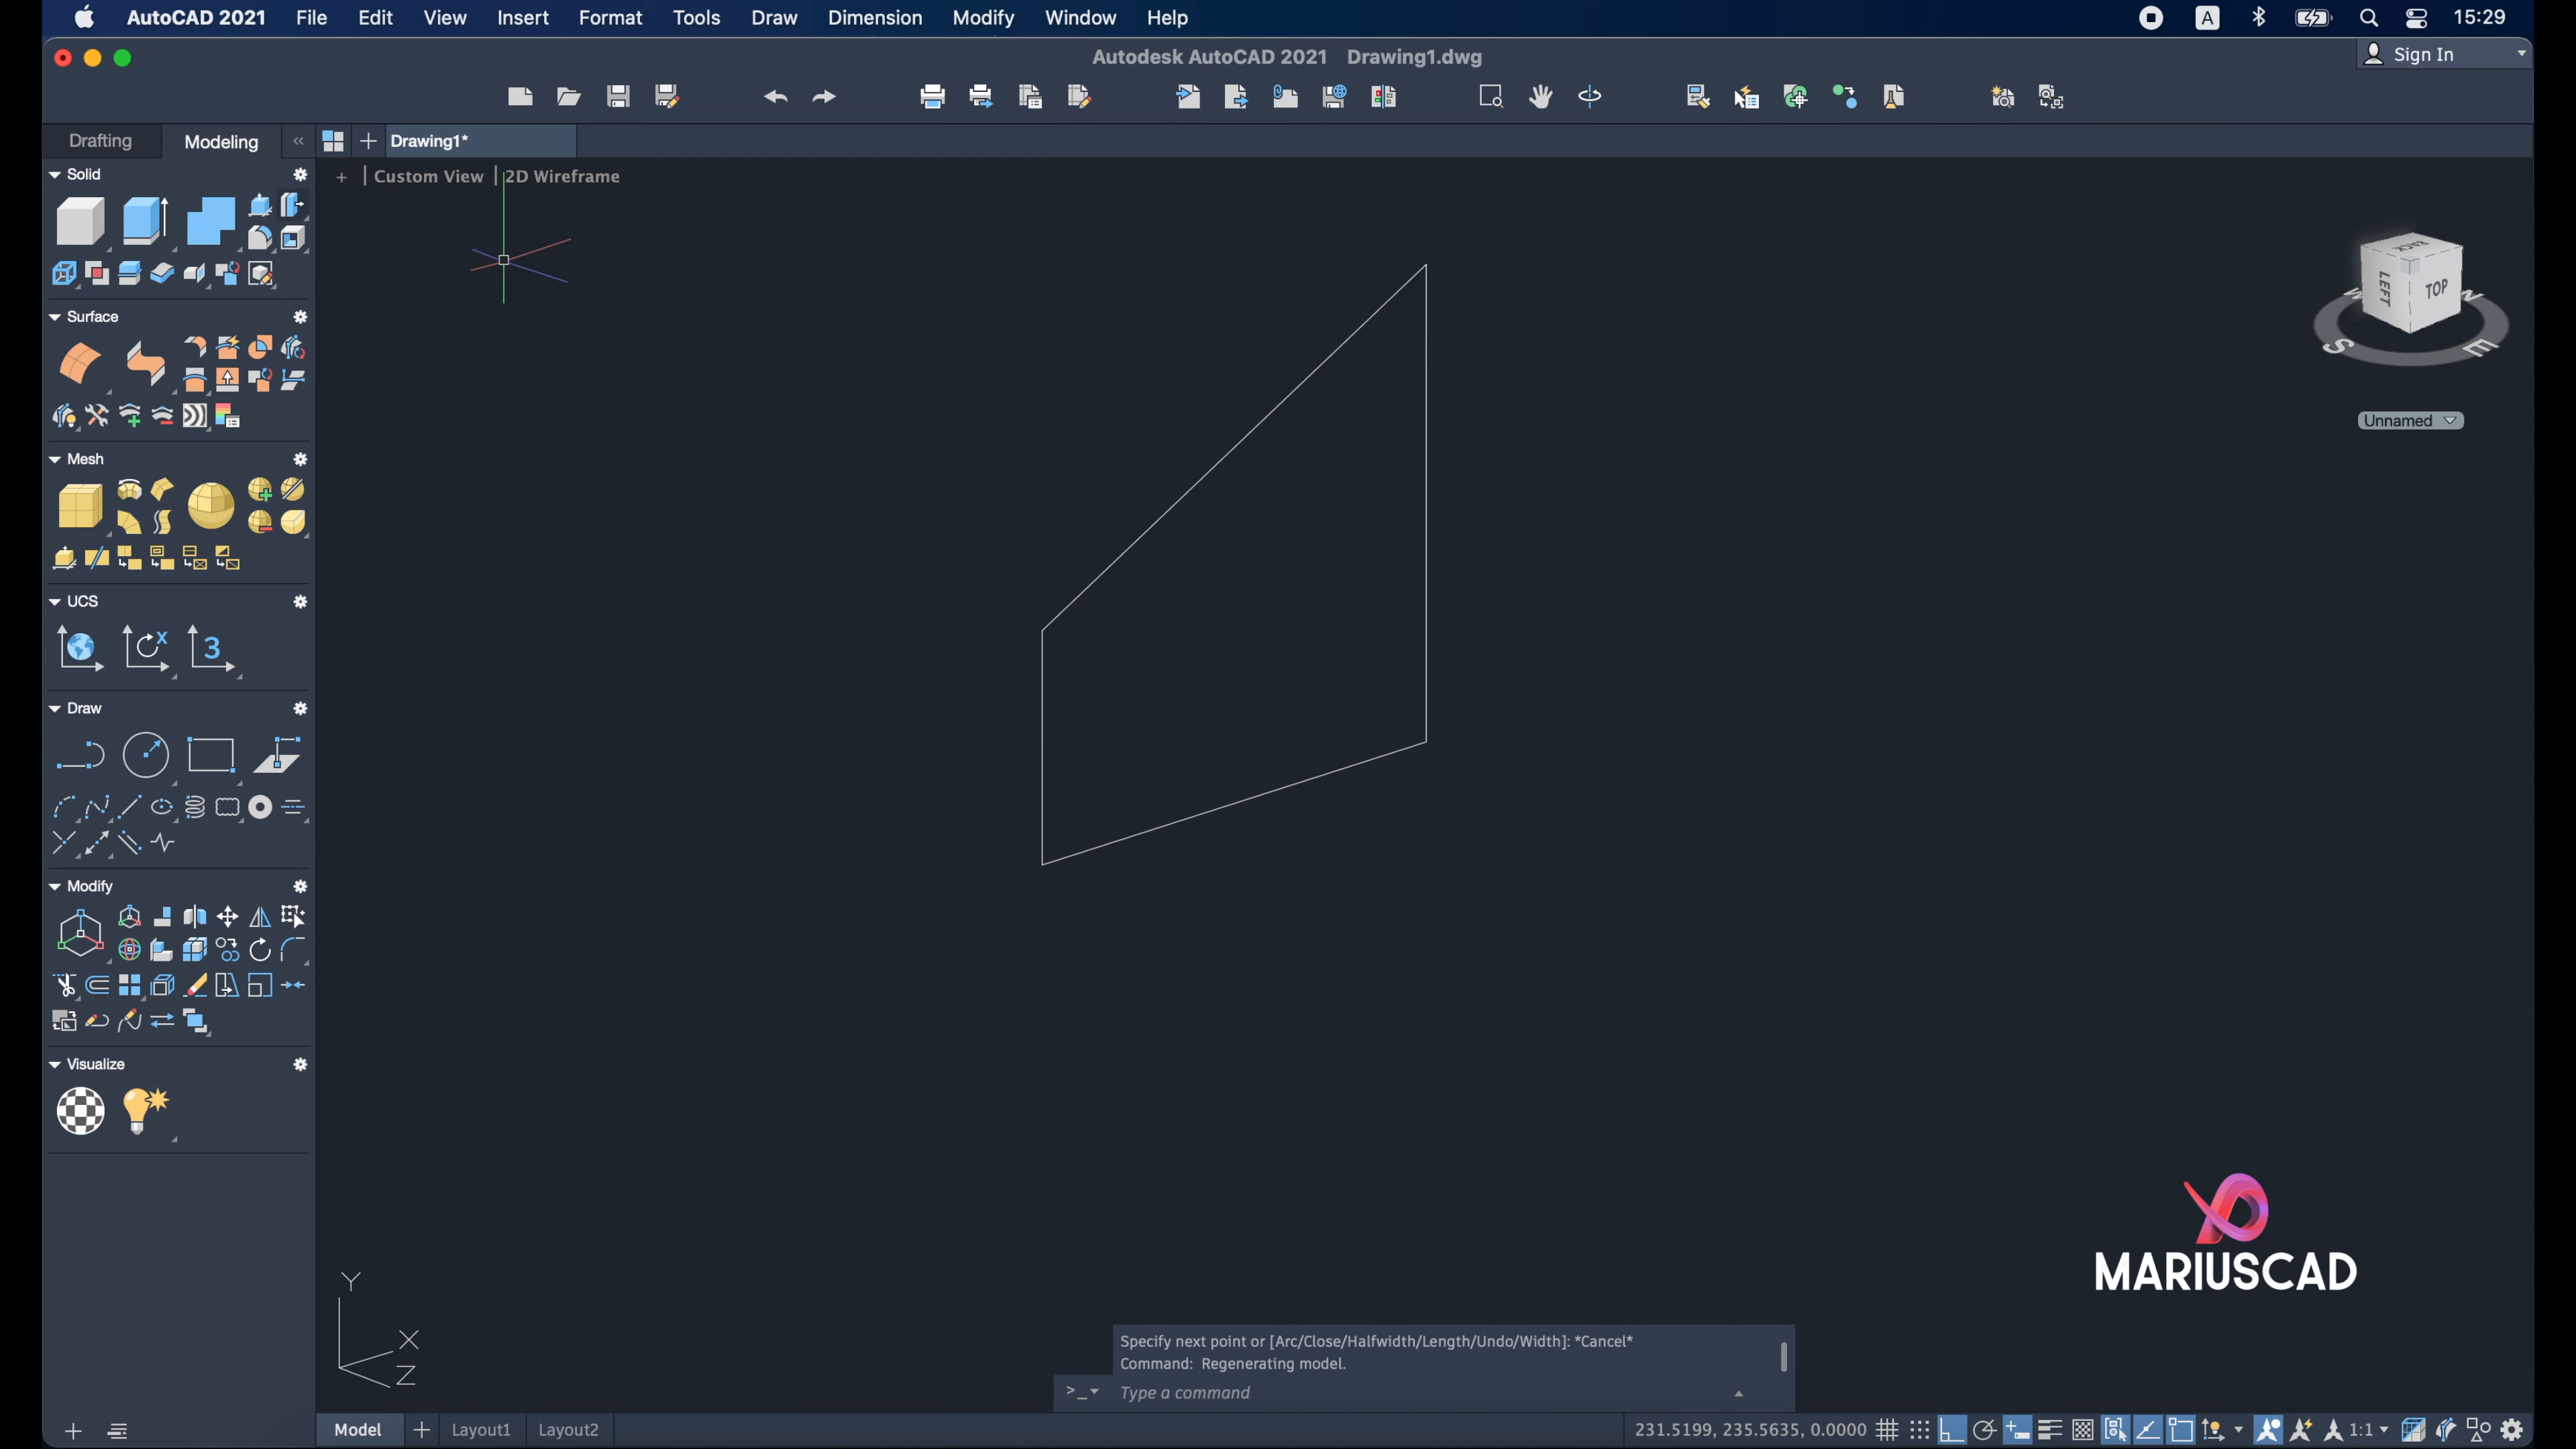 AutoCAD 2021 File Edit View Insert Format Tools Draw Dimension Modify Window Help A 15:29
Autodesk AutoCAD 2021 Drawing1.dwg
Sign In
Drafting Modeling « + Drawing1*
Solid
+ | Custom View | 2D Wireframe
BACK
LEFT
TOP
W
N
S
E
Unnamed
Surface
Mesh
UCS
X
3
Draw
Modify
Visualize
MARIUSCAD
Y
X
Z
Specify next point or [Arc/Close/Halfwidth/Length/Undo/Width]: *Cancel*
Command: Regenerating model.
>_ Type a command
Model + Layout1 Layout2
231.5199, 235.5635, 0.0000 1:1